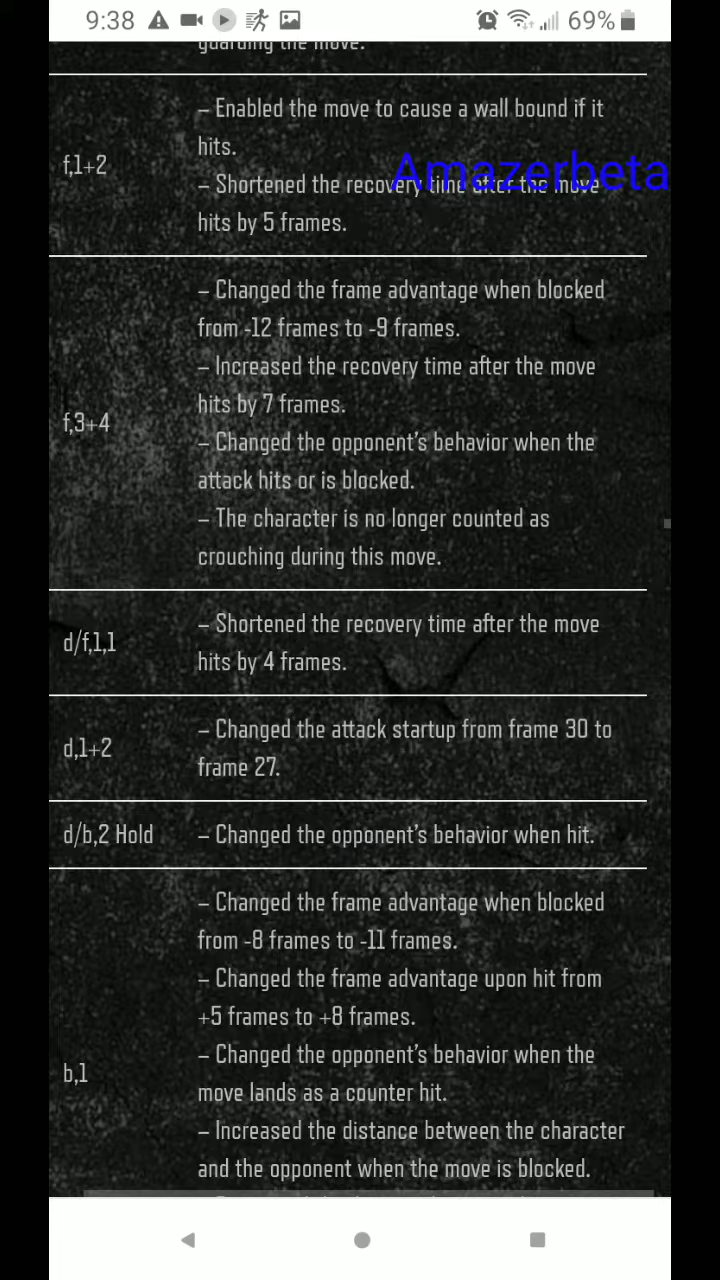 9:38
69%
guarding the move.
Amazerbeta
f,1+2
– Enabled the move to cause a wall bound if it
hits.
– Shortened the recovery time after the move
hits by 5 frames.
f,3+4
– Changed the frame advantage when blocked
from -12 frames to -9 frames.
– Increased the recovery time after the move
hits by 7 frames.
– Changed the opponent’s behavior when the
attack hits or is blocked.
– The character is no longer counted as
crouching during this move.
d/f,1,1
– Shortened the recovery time after the move
hits by 4 frames.
d,1+2
– Changed the attack startup from frame 30 to
frame 27.
d/b,2 Hold
– Changed the opponent’s behavior when hit.
b,1
– Changed the frame advantage when blocked
from -8 frames to -11 frames.
– Changed the frame advantage upon hit from
+5 frames to +8 frames.
– Changed the opponent’s behavior when the
move lands as a counter hit.
– Increased the distance between the character
and the opponent when the move is blocked.